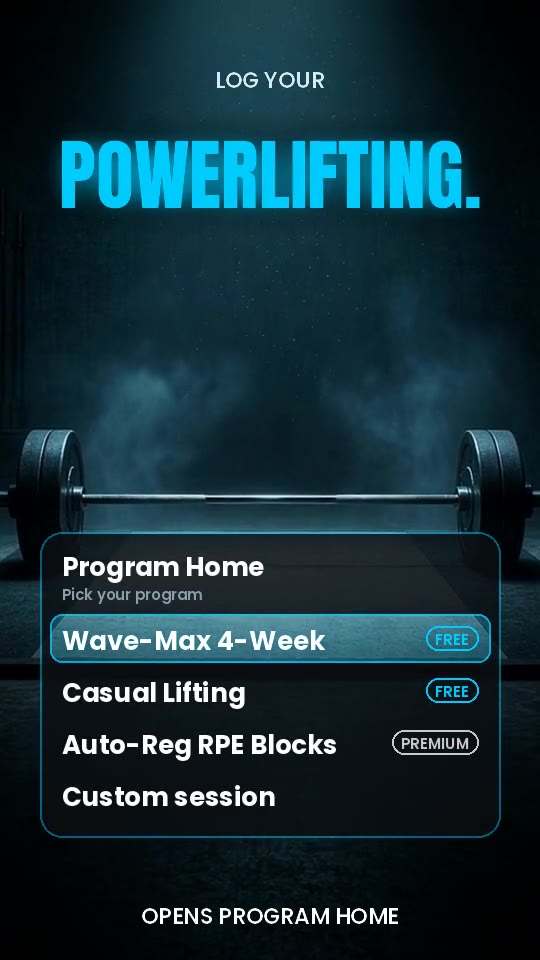 LOG YOUR
POWERLIFTING.
Program Home
Pick your program
Wave-Max 4-Week FREE
Casual Lifting FREE
Auto-Reg RPE Blocks PREMIUM
Custom session
OPENS PROGRAM HOME